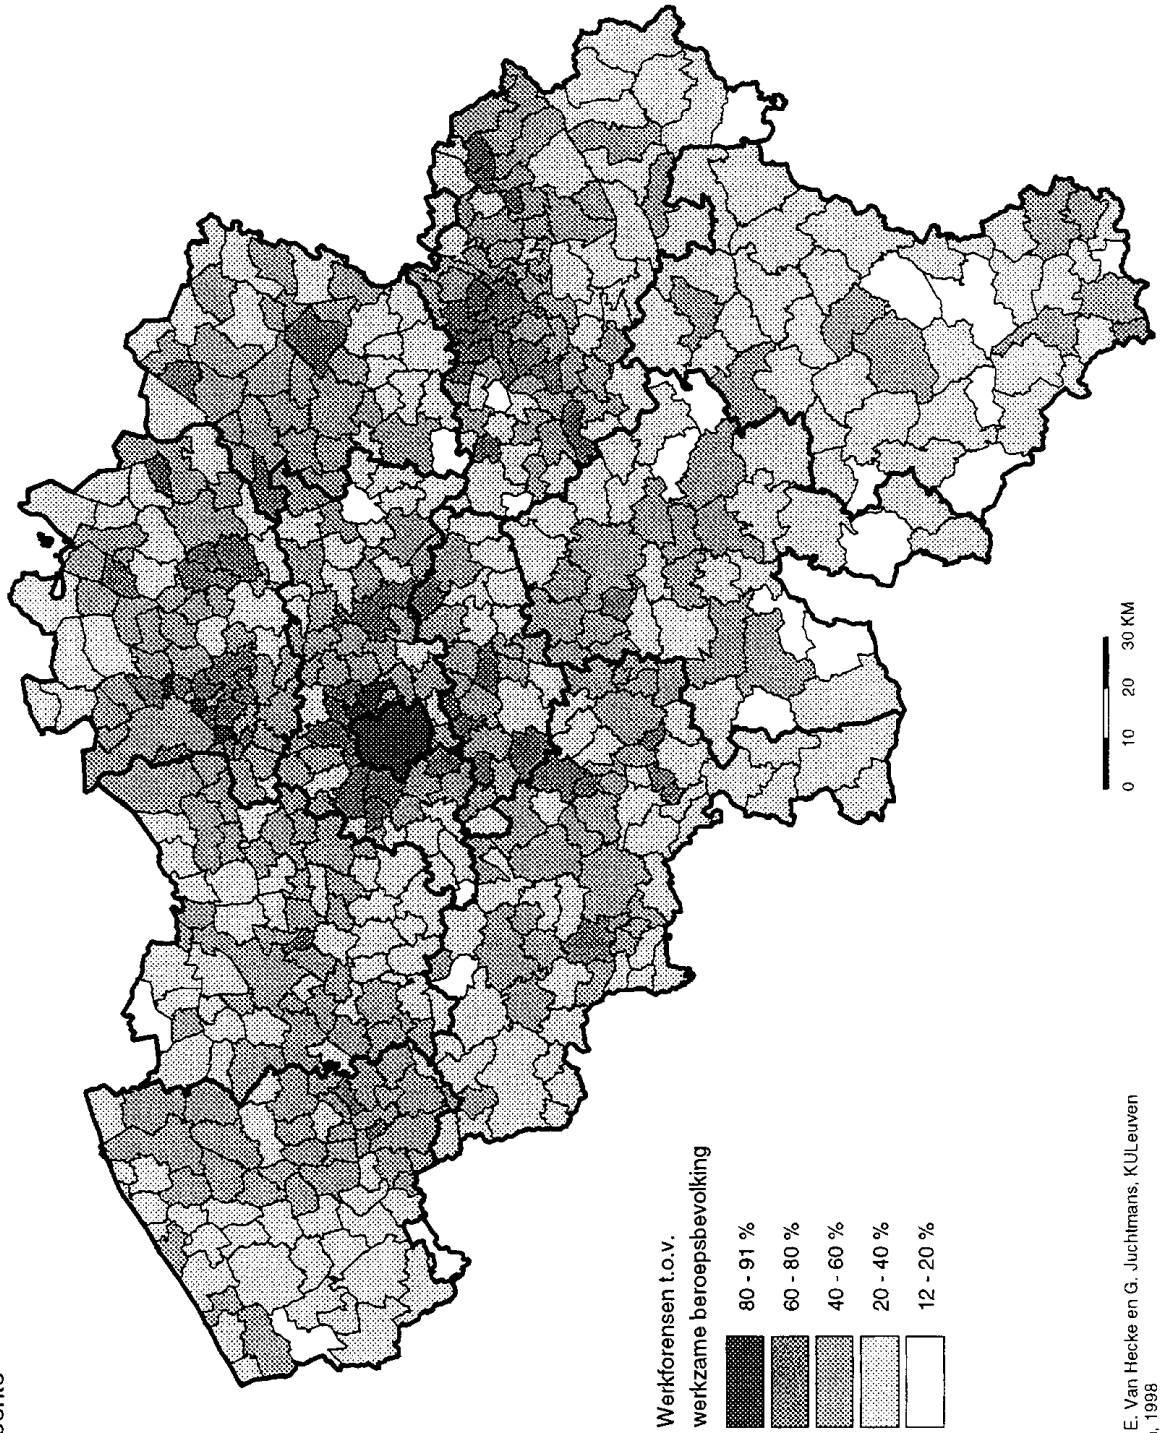 Werkforensen t.o.v.
werkzame beroepsbevolking
80 - 91 %
60 - 80 %
40 - 60 %
20 - 40 %
12 - 20 %
0 10 20 30 KM
E. Van Hecke en G. Juchtmans, KULeuven
, 1998